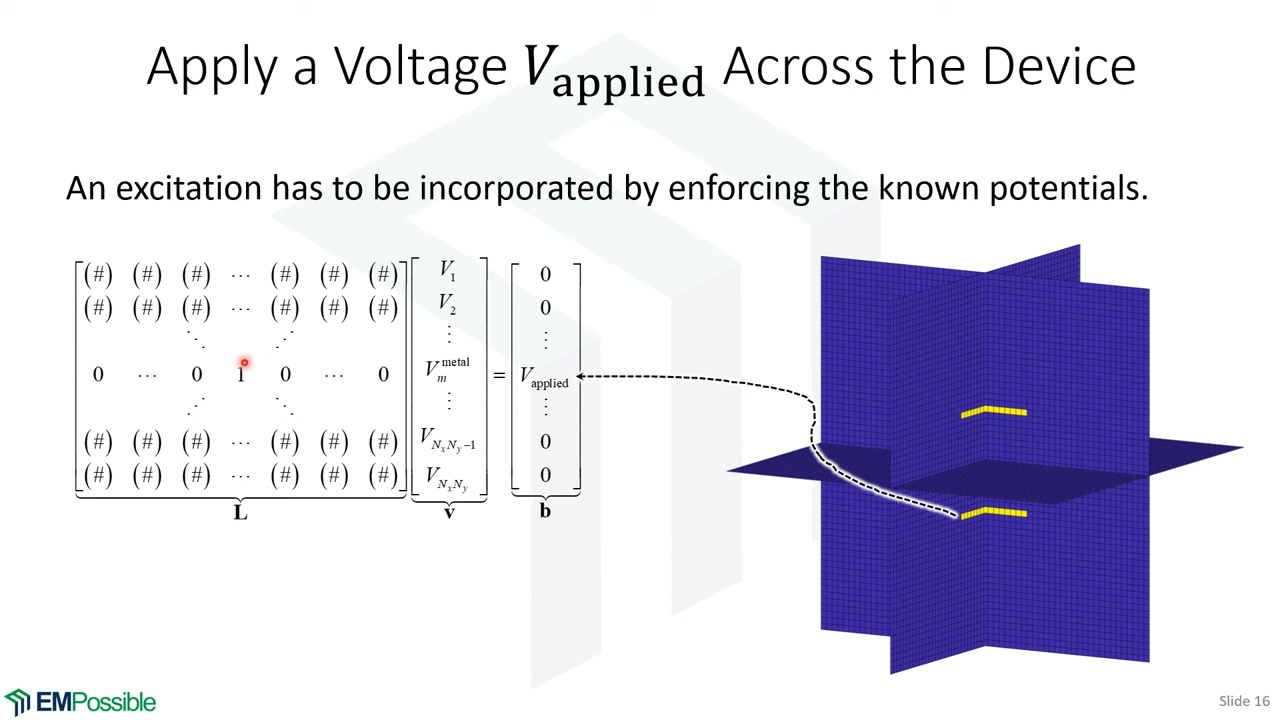 Apply a Voltage V_applied Across the Device
An excitation has to be incorporated by enforcing the known potentials.
(#) (#) (#) ⋯ (#) (#) (#) V_1 0
(#) (#) (#) ⋯ (#) (#) (#) V_2 0
⋱ ⋰ ⋮ ⋮
0 ⋯ 0 1 0 ⋯ 0 V_m^metal = V_applied
⋰ ⋱ ⋮ ⋮
(#) (#) (#) ⋯ (#) (#) (#) V_{N_x N_y −1} 0
(#) (#) (#) ⋯ (#) (#) (#) V_{N_x N_y} 0
L v b
EMPossible
Slide 16